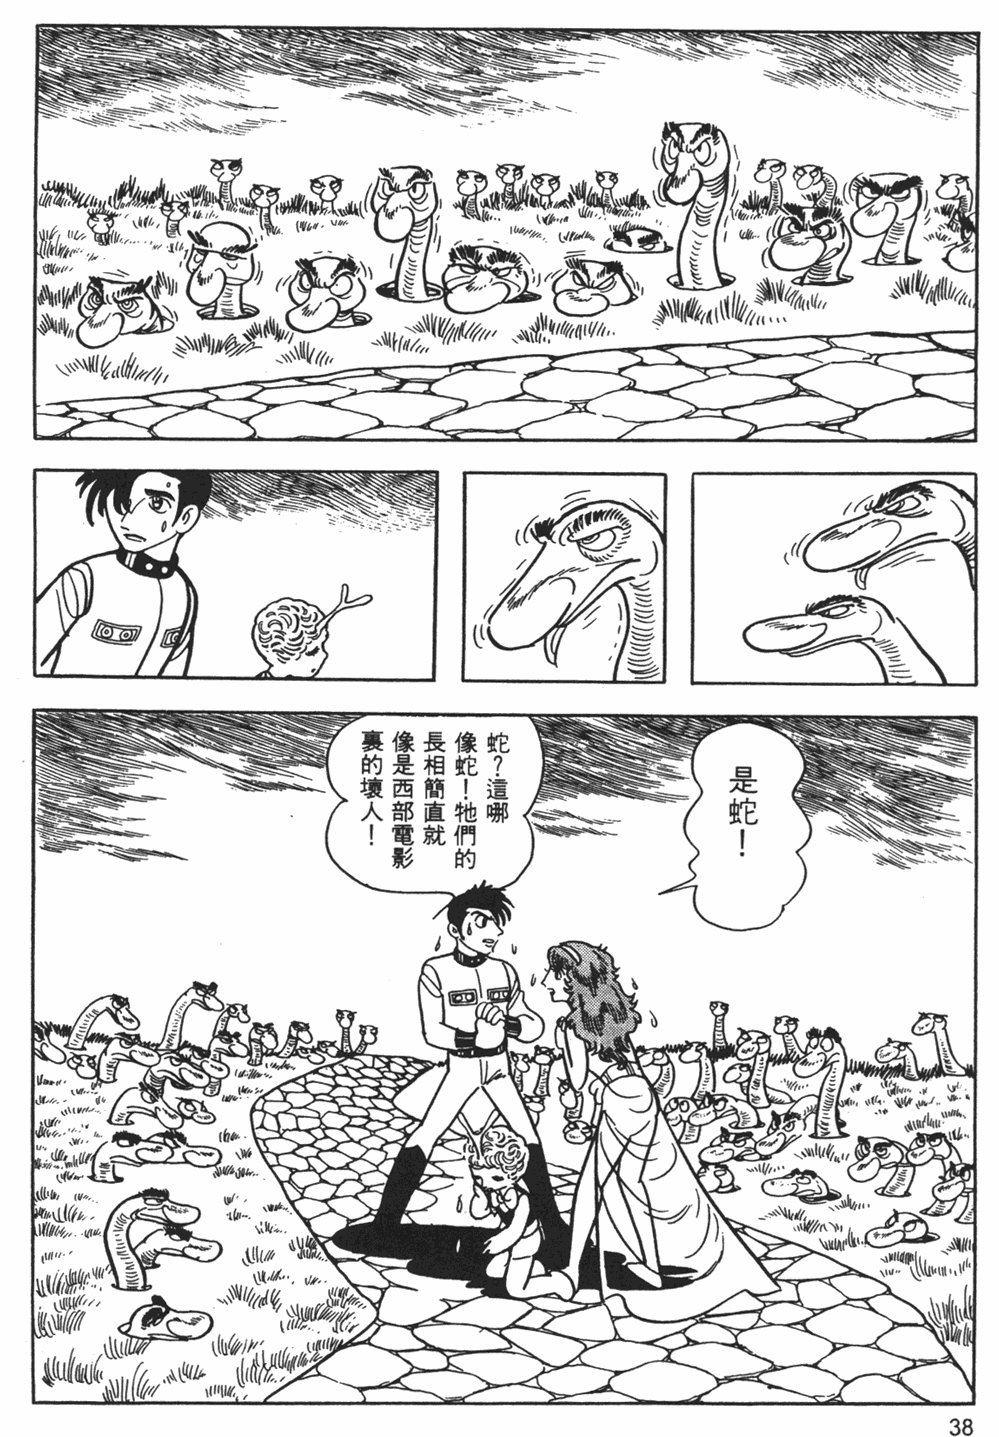 是蛇！
蛇？這哪
像蛇！牠們的
長相簡直就
像是西部電影
裏的壞人！
38